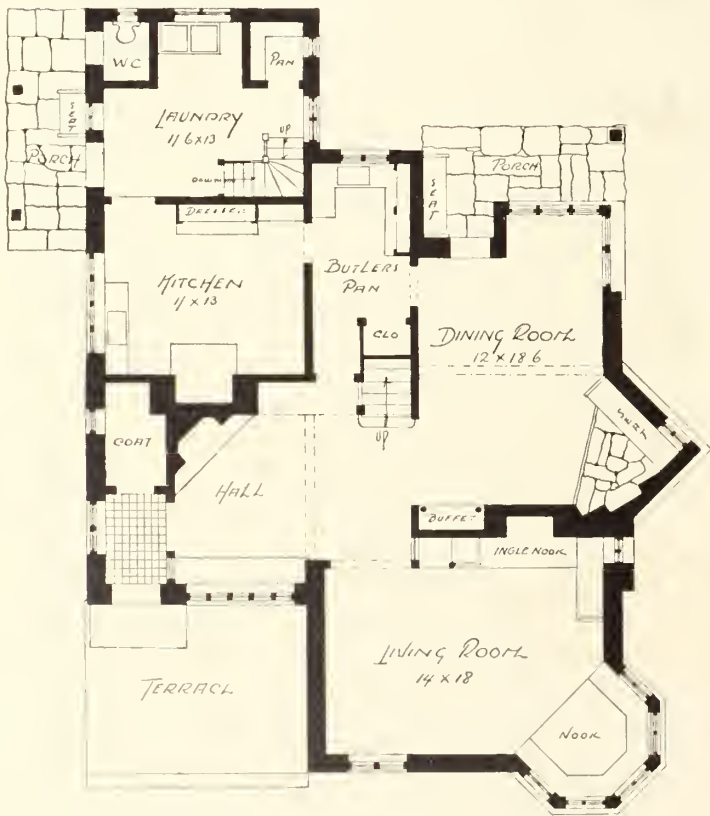 WC
PAN
LAUNDRY
11 6 x 13
UP
DOWN
SEAT
PORCH
PORCH
SEAT
DRESSER
KITCHEN
11 x 13
BUTLERS
PAN
CLO
DINING ROOM
12 x 18 6
UP
COAT
HALL
BUFFET
INGLE NOOK
LIVING ROOM
14 x 18
TERRACE
NOOK